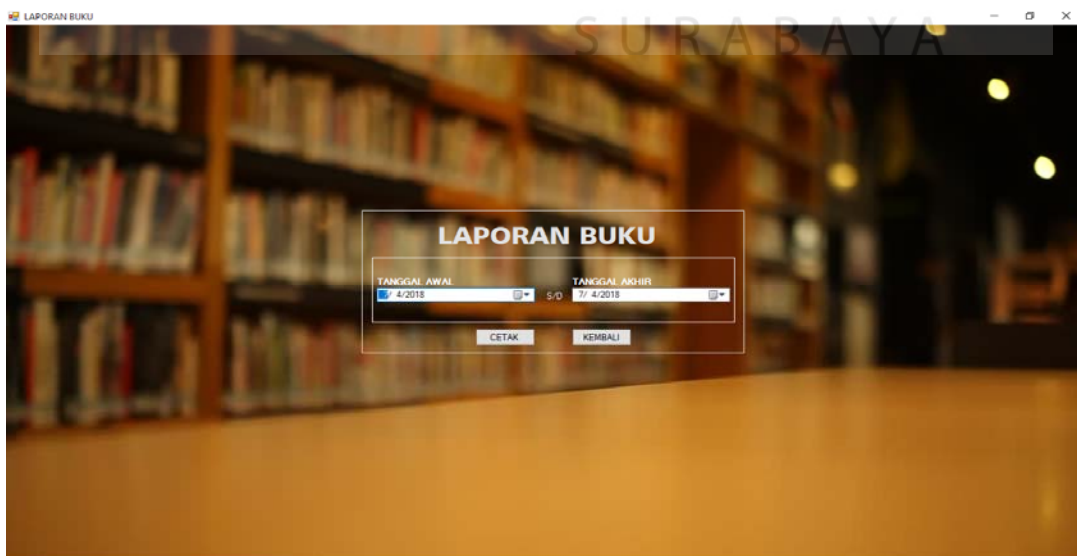 LAPORAN BUKU
SURABAYA
LAPORAN BUKU
TANGGAL AWAL TANGGAL AKHIR
/ 4/2018 S/D 7/ 4/2018
CETAK KEMBALI